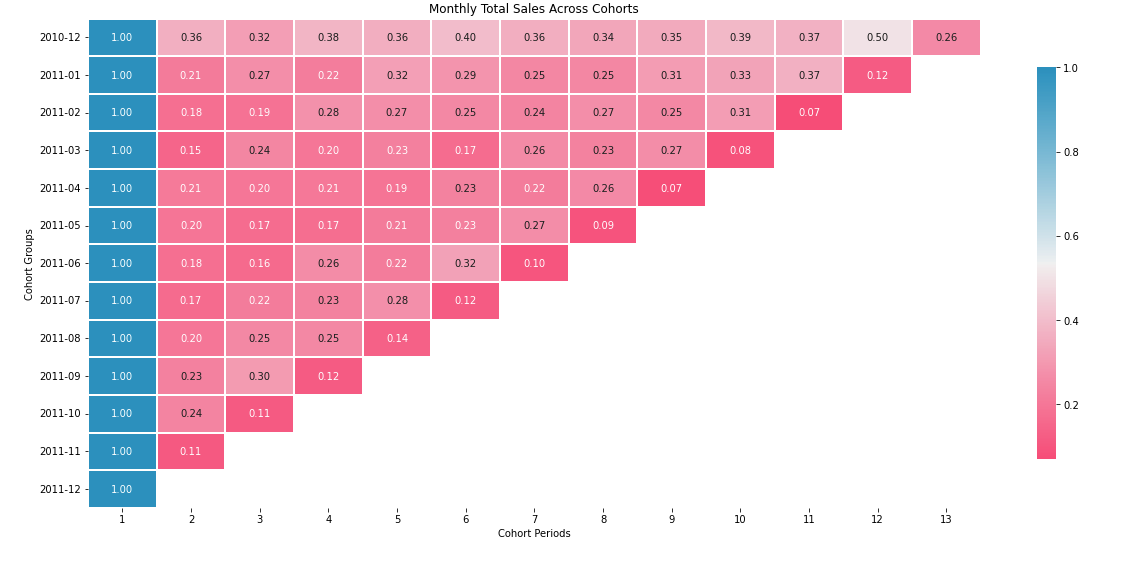 Monthly Total Sales Across Cohorts
Cohort Groups
2010-12 1.00 0.36 0.32 0.38 0.36 0.40 0.36 0.34 0.35 0.39 0.37 0.50 0.26
2011-01 1.00 0.21 0.27 0.22 0.32 0.29 0.25 0.25 0.31 0.33 0.37 0.12
2011-02 1.00 0.18 0.19 0.28 0.27 0.25 0.24 0.27 0.25 0.31 0.07
2011-03 1.00 0.15 0.24 0.20 0.23 0.17 0.26 0.23 0.27 0.08
2011-04 1.00 0.21 0.20 0.21 0.19 0.23 0.22 0.26 0.07
2011-05 1.00 0.20 0.17 0.17 0.21 0.23 0.27 0.09
2011-06 1.00 0.18 0.16 0.26 0.22 0.32 0.10
2011-07 1.00 0.17 0.22 0.23 0.28 0.12
2011-08 1.00 0.20 0.25 0.25 0.14
2011-09 1.00 0.23 0.30 0.12
2011-10 1.00 0.24 0.11
2011-11 1.00 0.11
2011-12 1.00
1 2 3 4 5 6 7 8 9 10 11 12 13
Cohort Periods
1.0
0.8
0.6
0.4
0.2